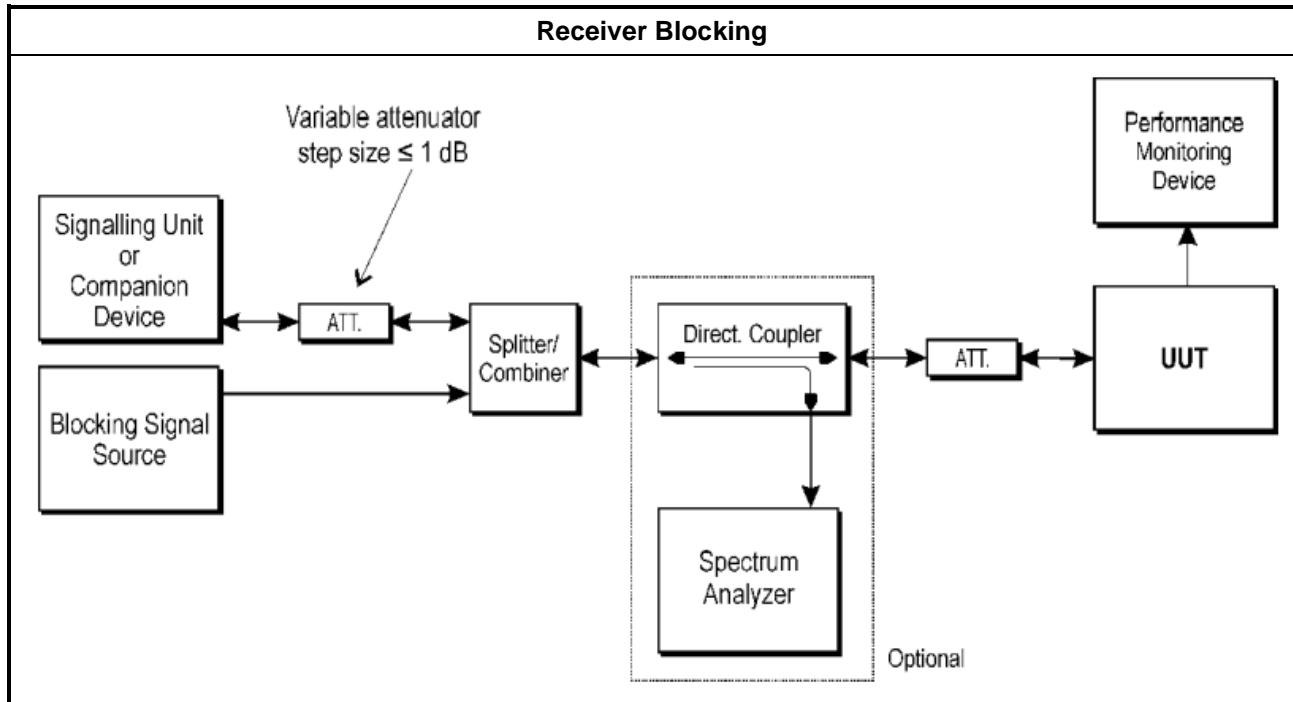 Receiver Blocking
Variable attenuator
step size ≤ 1 dB
Performance
Monitoring
Device
Signalling Unit
or
Companion
Device
ATT.
Splitter/
Combiner
Direct. Coupler
ATT.
UUT
Blocking Signal
Source
Spectrum
Analyzer
Optional